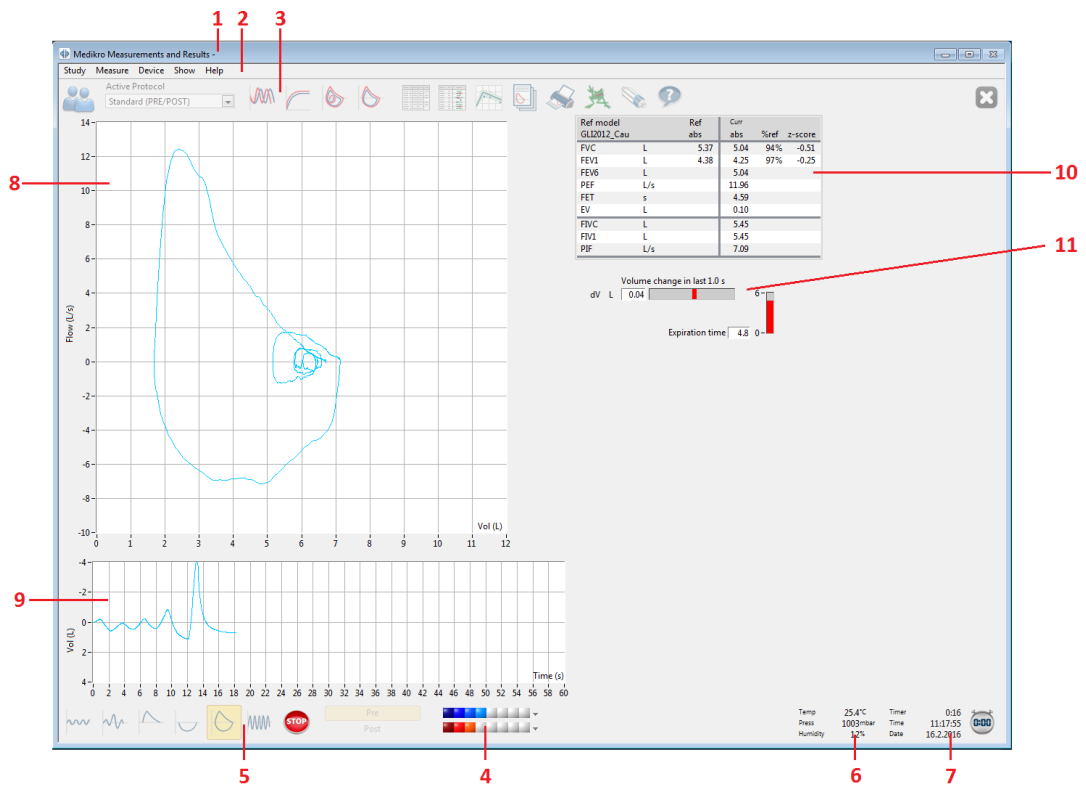 1 2 3
Medikro Measurements and Results -
Study Measure Device Show Help
Active Protocol
Standard (PRE/POST)
Ref model Ref Curr
GLI2012_Cau abs abs %ref z-score
FVC L 5.37 5.04 94% -0.51
FEV1 L 4.38 4.25 97% -0.25
FEV6 L 5.04
PEF L/s 11.96
FET s 4.59
EV L 0.10
FIVC L 5.45
FIV1 L 5.45
PIF L/s 7.09
10
11
Volume change in last 1.0 s
dV L 0.04
6
Expiration time 4.8 0
8
Flow (L/s)
14
12
10
8
6
4
2
0
-2
-4
-6
-8
-10
Vol (L)
0 1 2 3 4 5 6 7 8 9 10 11 12
9
Vol (L)
-4
-2
0
2
4
Time (s)
0 2 4 6 8 10 12 14 16 18 20 22 24 26 28 30 32 34 36 38 40 42 44 46 48 50 52 54 56 58 60
STOP
Pre
Post
Temp 25.4°C Timer 0:16
Press 1003mbar Time 11:17:55
Humidity 12% Date 16.2.2016
0:00
5 4 6 7